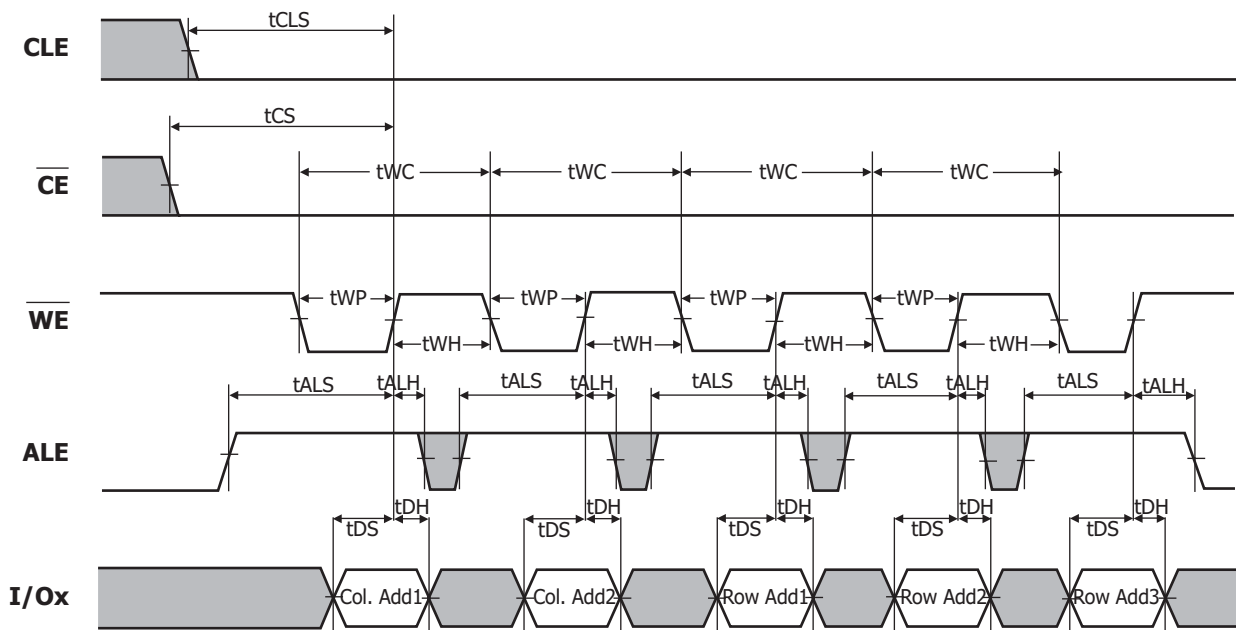 CLE
tCLS
tCS
CE
tWC tWC tWC tWC
WE
tWP tWP tWP tWP
tWH tWH tWH tWH
tALS tALH tALS tALH tALS tALH tALS tALH tALS tALH
ALE
tDH tDH tDH tDH tDH
tDS tDS tDS tDS tDS
I/Ox
Col. Add1 Col. Add2 Row Add1 Row Add2 Row Add3